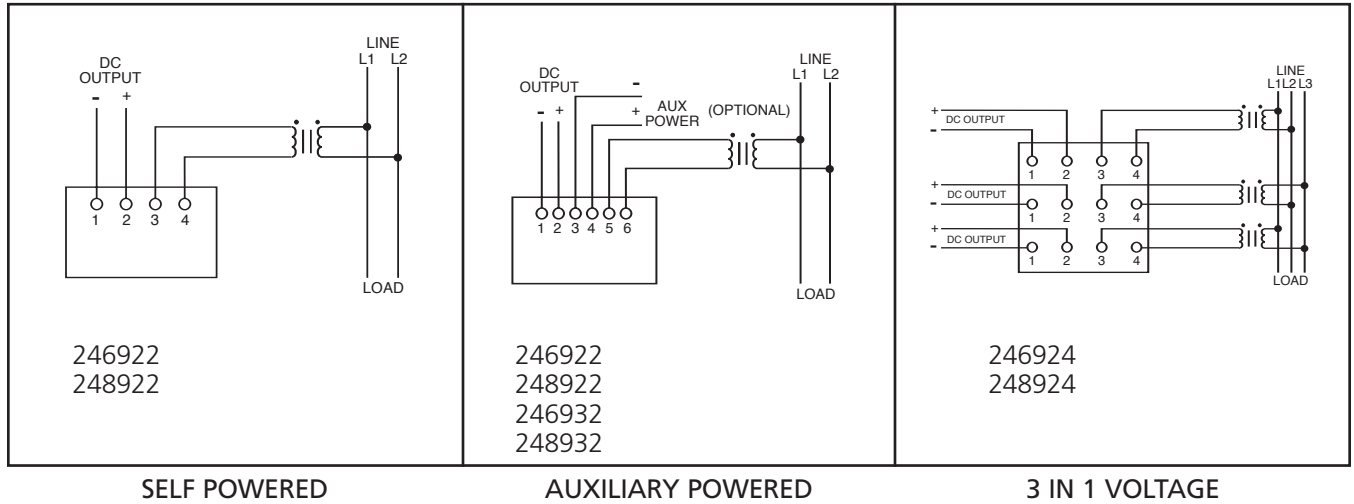 LINE
L1 L2
DC
OUTPUT
- +
1 2 3 4
LOAD
246922
248922
SELF POWERED
LINE
L1 L2
DC
OUTPUT
- +
-
+ AUX
POWER
(OPTIONAL)
1 2 3 4 5 6
LOAD
246922
248922
246932
248932
AUXILIARY POWERED
LINE
L1 L2 L3
+
DC OUTPUT
-
1 2 3 4
+
DC OUTPUT
-
1 2 3 4
+
DC OUTPUT
-
1 2 3 4
LOAD
246924
248924
3 IN 1 VOLTAGE